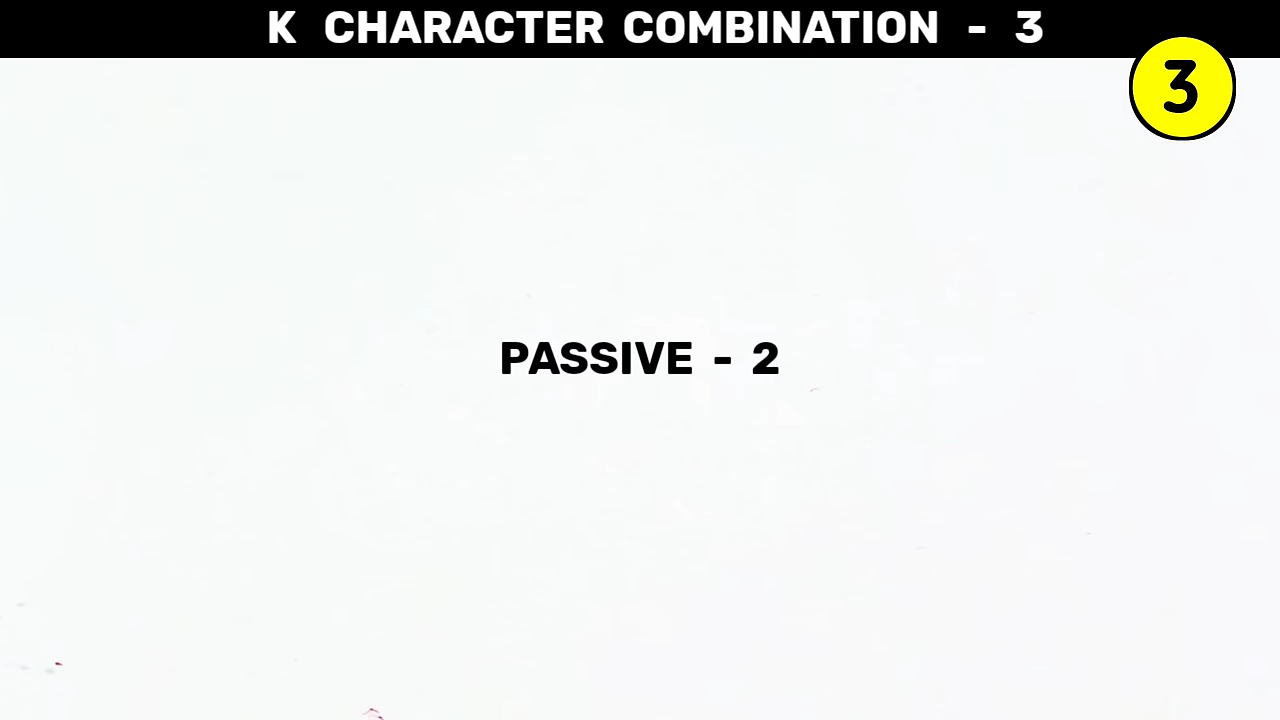 K CHARACTER COMBINATION - 3
3
PASSIVE - 2